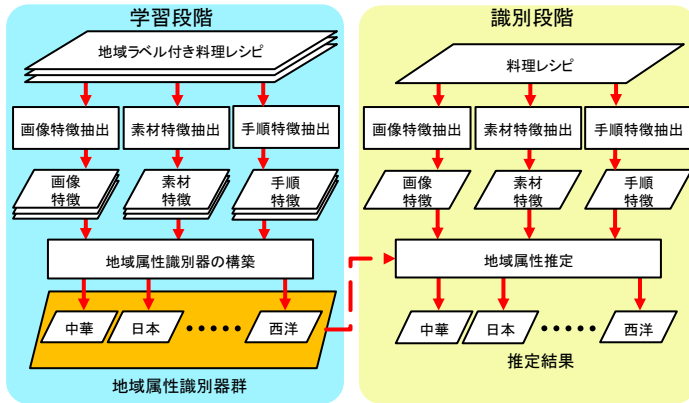 学習段階
地域ラベル付き料理レシピ
画像特徴抽出
素材特徴抽出
手順特徴抽出
画像
特徴
素材
特徴
手順
特徴
地域属性識別器の構築
中華
日本
•••••
西洋
地域属性識別器群
識別段階
料理レシピ
画像特徴抽出
素材特徴抽出
手順特徴抽出
画像
特徴
素材
特徴
手順
特徴
地域属性推定
中華
日本
•••••
西洋
推定結果